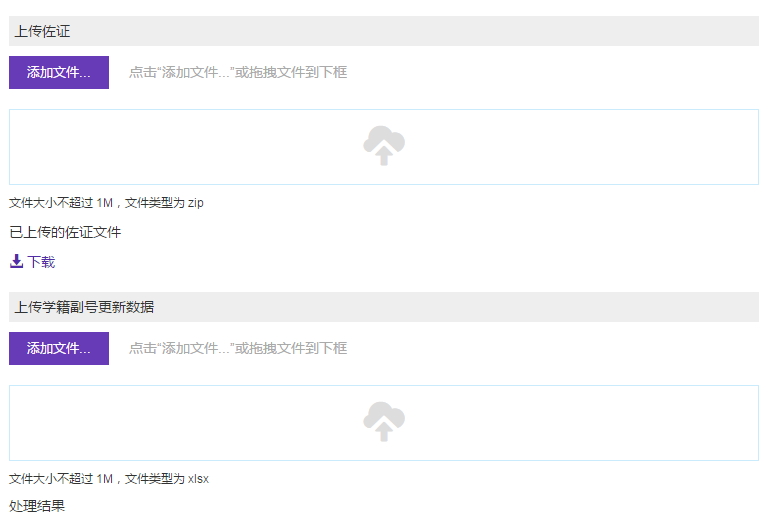 上传佐证
添加文件... 点击“添加文件...”或拖拽文件到下框
文件大小不超过 1M，文件类型为 zip
已上传的佐证文件
下载
上传学籍副号更新数据
添加文件... 点击“添加文件...”或拖拽文件到下框
文件大小不超过 1M，文件类型为 xlsx
处理结果